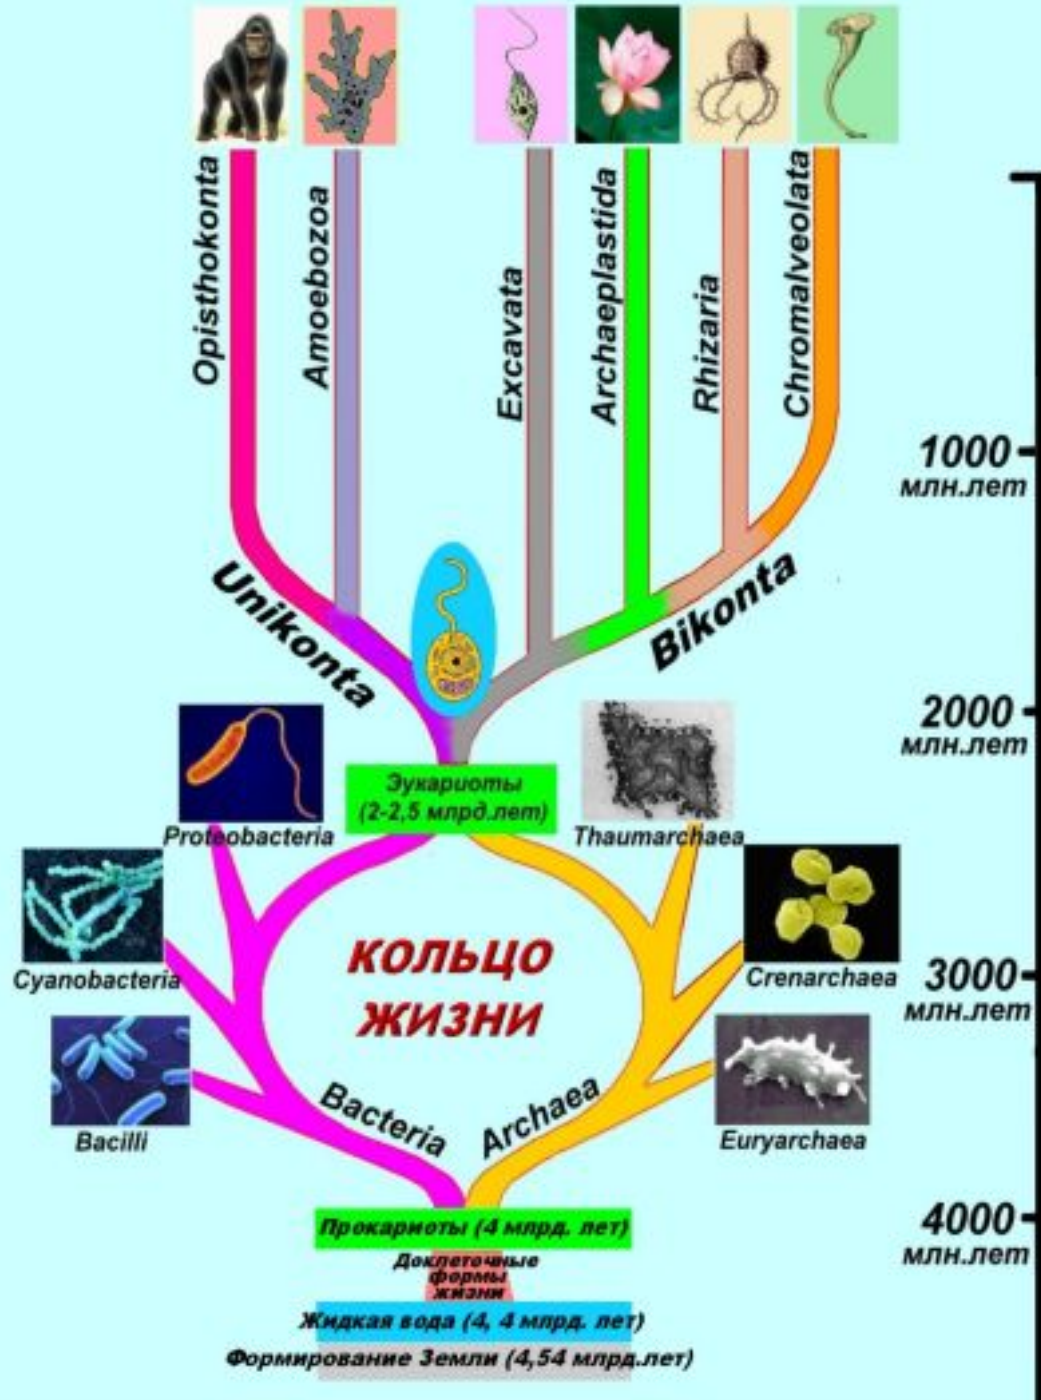 Opisthokonta
Amoebozoa
Excavata
Archaeplastida
Rhizaria
Chromalveolata
1000
млн.лет
Unikonta
Bikonta
2000
млн.лет
Эукариоты
(2-2,5 млрд.лет)
Proteobacteria
Thaumarchaea
Cyanobacteria
КОЛЬЦО
ЖИЗНИ
Crenarchaea
3000
млн.лет
Bacilli
Bacteria
Archaea
Euryarchaea
Прокариоты (4 млрд. лет)
4000
млн.лет
Доклеточные
формы
жизни
Жидкая вода (4, 4 млрд. лет)
Формирование Земли (4,54 млрд.лет)